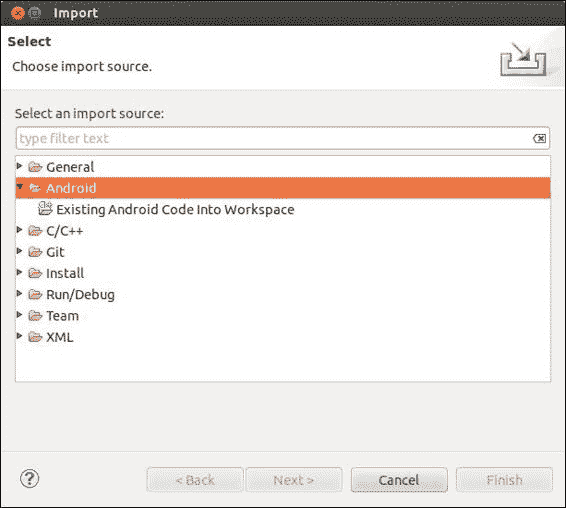 Import
Select
Choose import source.
Select an import source:
type filter text
General
Android
Existing Android Code Into Workspace
C/C++
Git
Install
Run/Debug
Team
XML
?
< Back Next > Cancel Finish